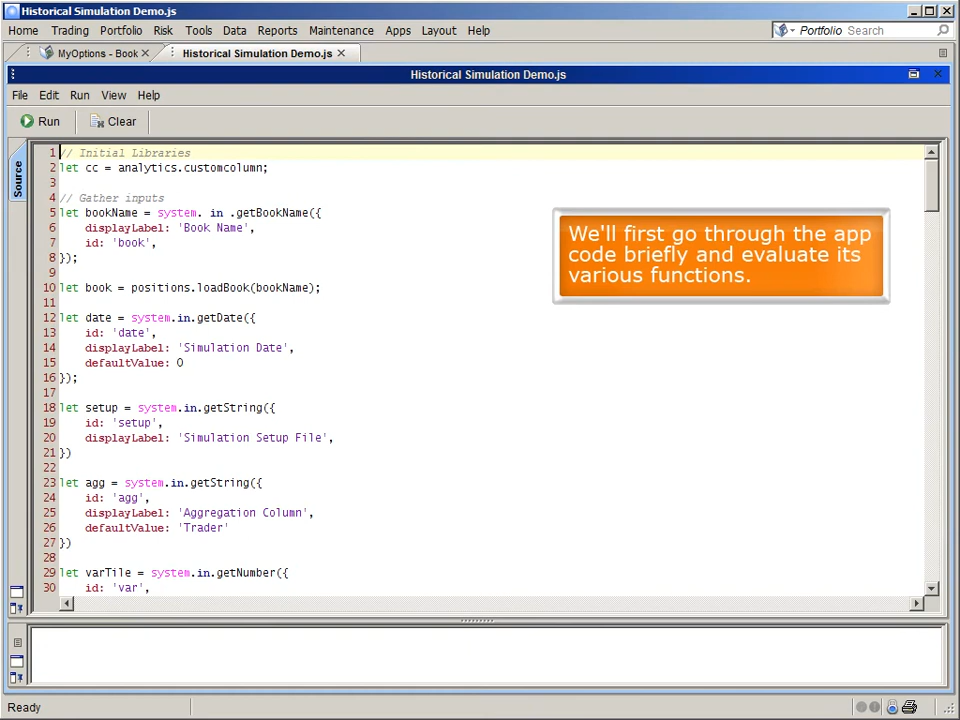 Historical Simulation Demo.js
Home Trading Portfolio Risk Tools Data Reports Maintenance Apps Layout Help Portfolio Search
MyOptions - Book Historical Simulation Demo.js
Historical Simulation Demo.js
File Edit Run View Help
Run Clear
Source
1 // Initial Libraries
2 let cc = analytics.customcolumn;
3
4 // Gather inputs
5 let bookName = system. in .getBookName({
6 displayLabel: 'Book Name',
7 id: 'book',
8 });
9
10 let book = positions.loadBook(bookName);
11
12 let date = system.in.getDate({
13 id: 'date',
14 displayLabel: 'Simulation Date',
15 defaultValue: 0
16 });
17
18 let setup = system.in.getString({
19 id: 'setup',
20 displayLabel: 'Simulation Setup File',
21 })
22
23 let agg = system.in.getString({
24 id: 'agg',
25 displayLabel: 'Aggregation Column',
26 defaultValue: 'Trader'
27 })
28
29 let varTile = system.in.getNumber({
30 id: 'var',
We'll first go through the app
code briefly and evaluate its
various functions.
Ready